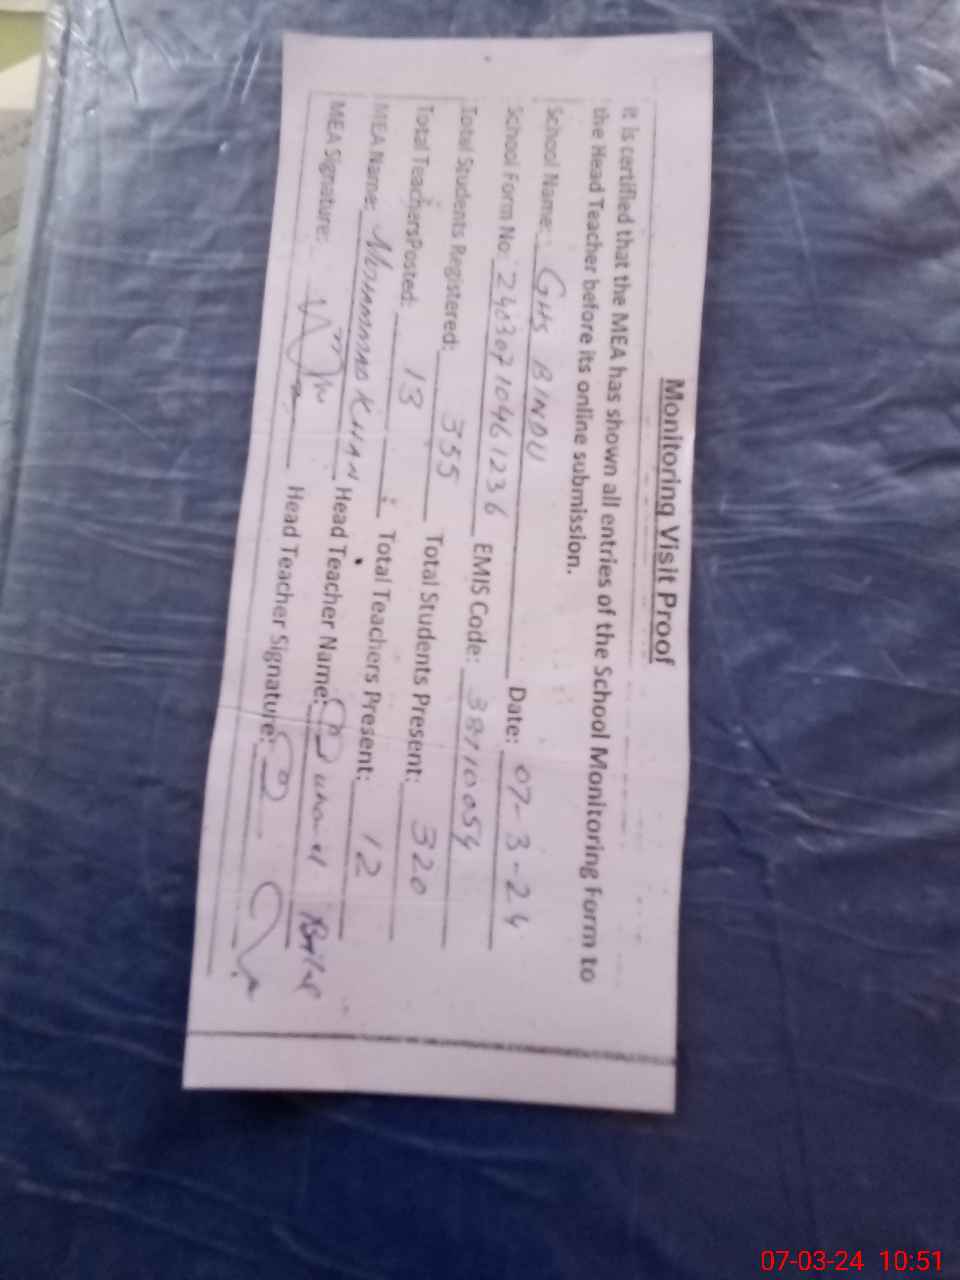 Monitoring Visit Proof
It is certified that the MEA has shown all entries of the School Monitoring Form to
the Head Teacher before its online submission.
School Name: GHS BINDU
School Form No: 24030710461236 Date: 07-3-24
Total Students Registered: 355 EMIS Code: 38710054
Total TeachersPosted: 13 Total Students Present: 320
MEA Name: MUHAMMAD KHAN Total Teachers Present: 12
MEA Signature: Head Teacher Name: Bilal
Head Teacher Signature:
07-03-24 10:51